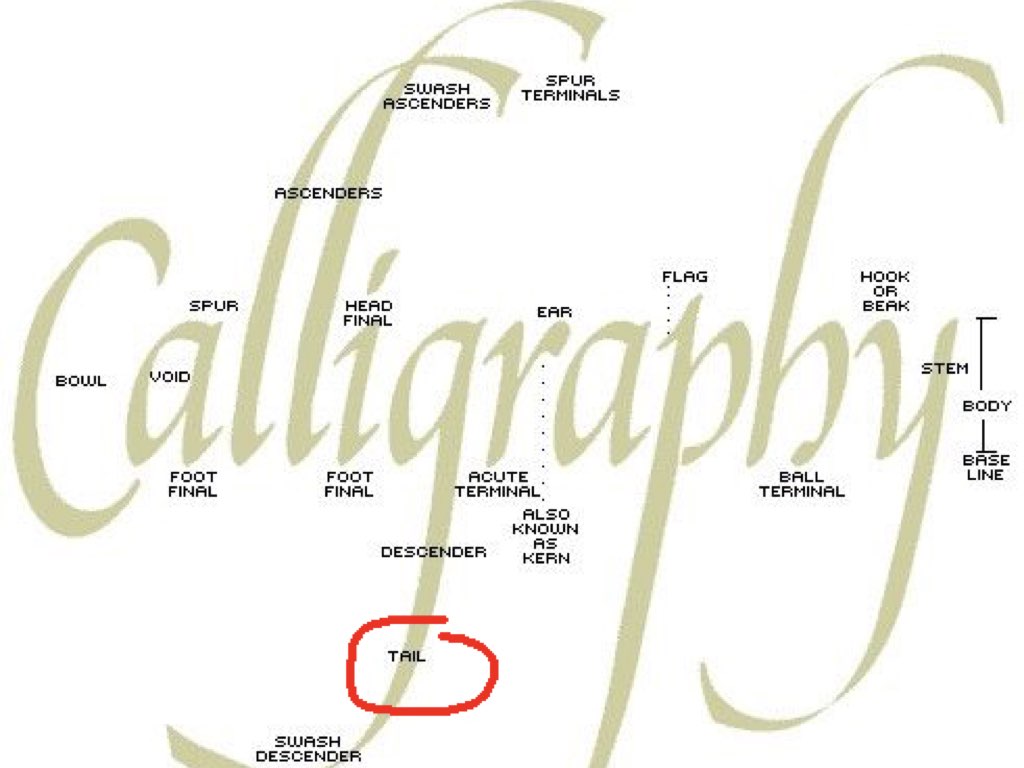 SWASH
ASCENDERS
SPUR
TERMINALS
ASCENDERS
Calligraphy
SPUR
HEAD
FINAL
EAR
FLAG
HOOK
OR
BEAK
BOWL
VOID
STEM
BODY
BASE
LINE
FOOT
FINAL
FOOT
FINAL
ACUTE
TERMINAL
BALL
TERMINAL
ALSO
KNOWN
AS
KERN
DESCENDER
TAIL
SWASH
DESCENDER